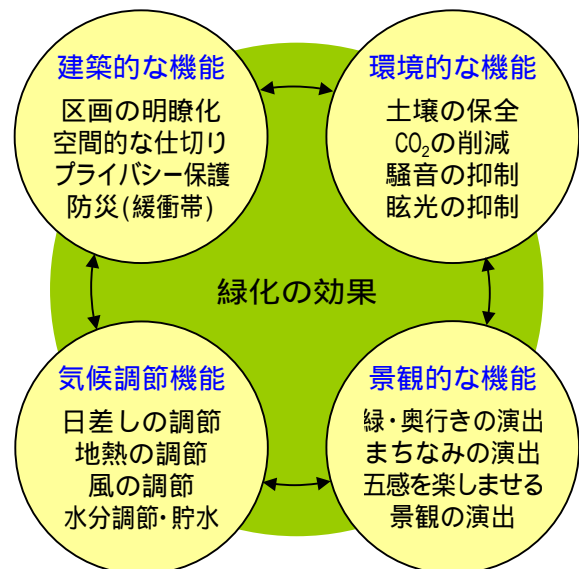 建築的な機能
区画の明瞭化
空間的な仕切り
プライバシー保護
防災(緩衝帯)
環境的な機能
土壌の保全
CO₂の削減
騒音の抑制
眩光の抑制
緑化の効果
気候調節機能
日差しの調節
地熱の調節
風の調節
水分調節・貯水
景観的な機能
緑・奥行きの演出
まちなみの演出
五感を楽しませる
景観の演出